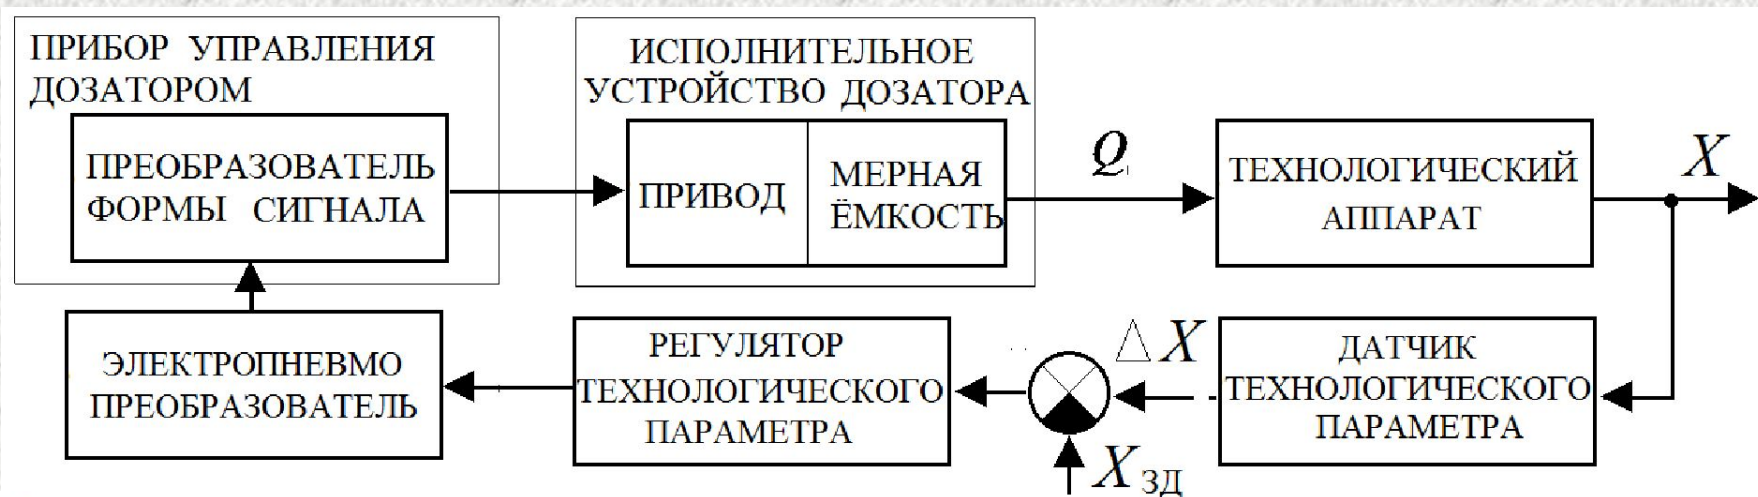 ПРИБОР УПРАВЛЕНИЯ
ДОЗАТОРОМ
ПРЕОБРАЗОВАТЕЛЬ
ФОРМЫ СИГНАЛА
ИСПОЛНИТЕЛЬНОЕ
УСТРОЙСТВО ДОЗАТОРА
ПРИВОД
МЕРНАЯ
ЁМКОСТЬ
Q
ТЕХНОЛОГИЧЕСКИЙ
АППАРАТ
X
ЭЛЕКТРОПНЕВМО
ПРЕОБРАЗОВАТЕЛЬ
РЕГУЛЯТОР
ТЕХНОЛОГИЧЕСКОГО
ПАРАМЕТРА
△X
X ЗД
ДАТЧИК
ТЕХНОЛОГИЧЕСКОГО
ПАРАМЕТРА